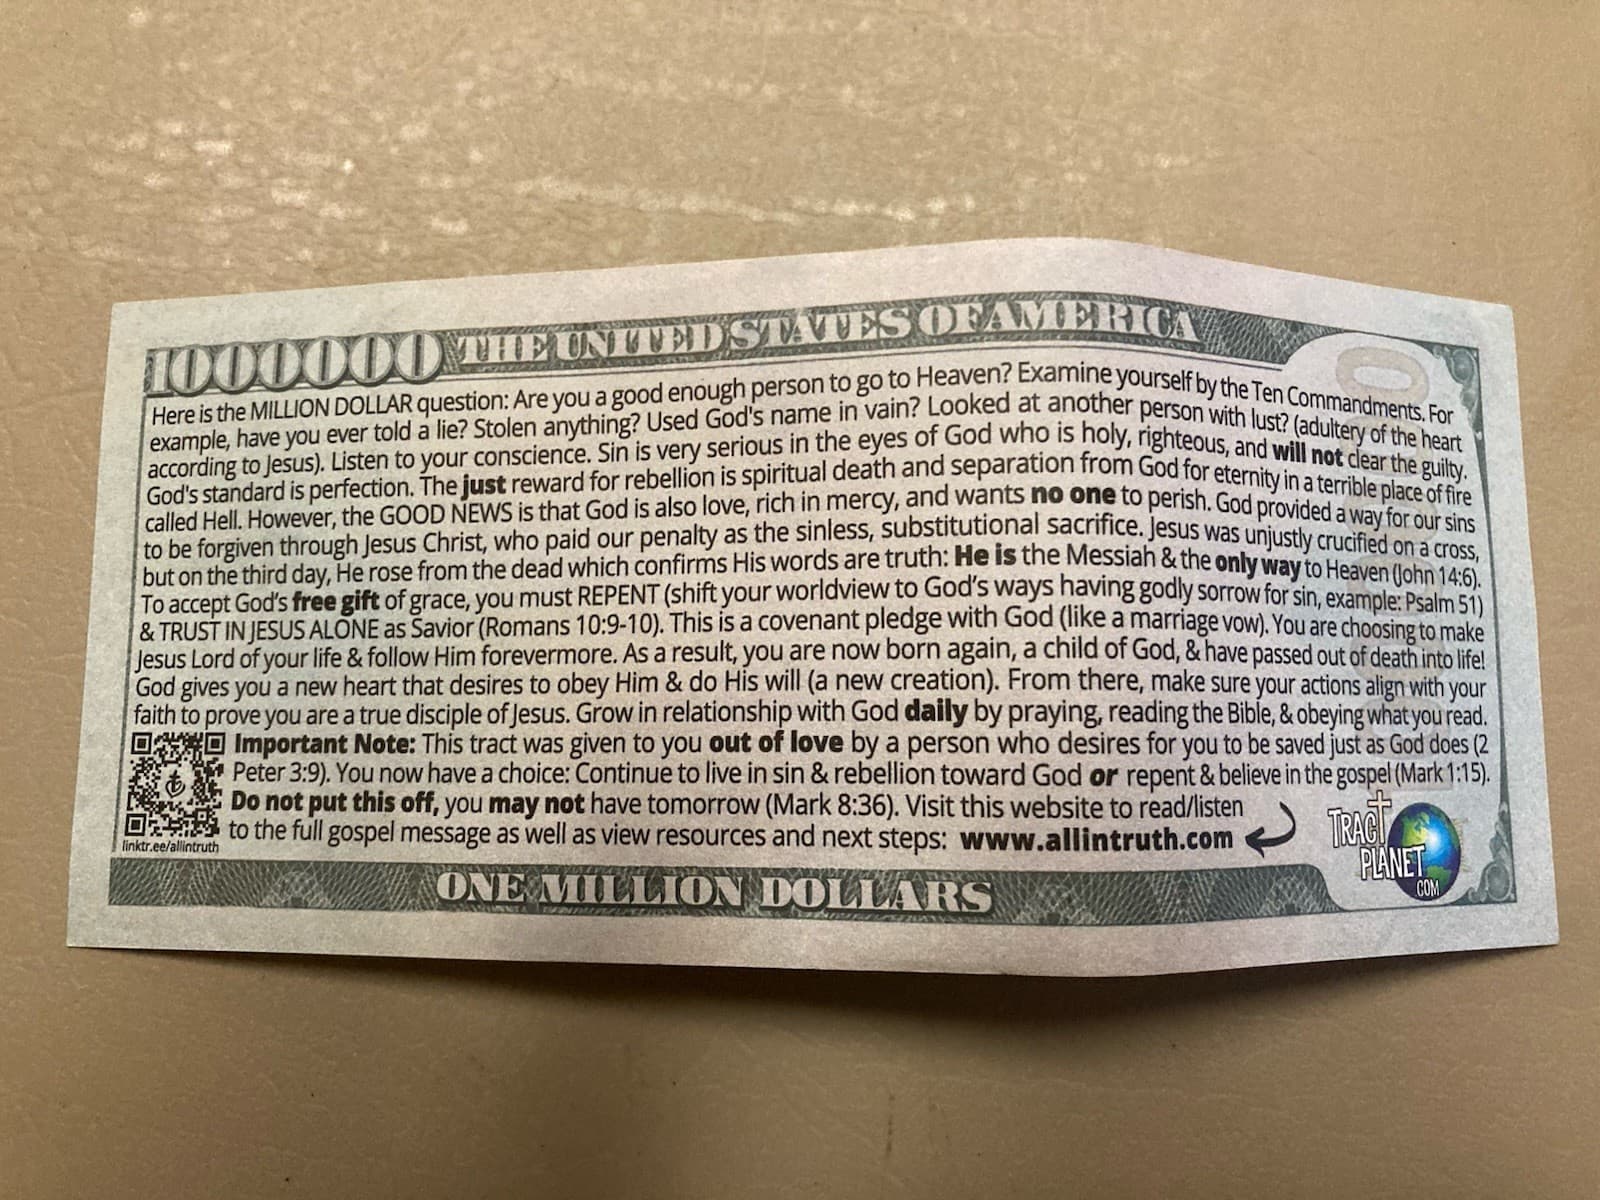 1000000 THE UNITED STATES OF AMERICA
Here is the MILLION DOLLAR question: Are you a good enough person to go to Heaven? Examine yourself by the Ten Commandments. For
example, have you ever told a lie? Stolen anything? Used God's name in vain? Looked at another person with lust? (adultery of the heart
according to Jesus). Listen to your conscience. Sin is very serious in the eyes of God who is holy, righteous, and will not clear the guilty.
God's standard is perfection. The just reward for rebellion is spiritual death and separation from God for eternity in a terrible place of fire
called Hell. However, the GOOD NEWS is that God is also love, rich in mercy, and wants no one to perish. God provided a way for our sins
to be forgiven through Jesus Christ, who paid our penalty as the sinless, substitutional sacrifice. Jesus was unjustly crucified on a cross,
but on the third day, He rose from the dead which confirms His words are truth: He is the Messiah & the only way to Heaven (John 14:6).
To accept God's free gift of grace, you must REPENT (shift your worldview to God's ways having godly sorrow for sin, example: Psalm 51)
& TRUST IN JESUS ALONE as Savior (Romans 10:9-10). This is a covenant pledge with God (like a marriage vow). You are choosing to make
Jesus Lord of your life & follow Him forevermore. As a result, you are now born again, a child of God, & have passed out of death into life!
God gives you a new heart that desires to obey Him & do His will (a new creation). From there, make sure your actions align with your
faith to prove you are a true disciple of Jesus. Grow in relationship with God daily by praying, reading the Bible, & obeying what you read.
Important Note: This tract was given to you out of love by a person who desires for you to be saved just as God does (2
Peter 3:9). You now have a choice: Continue to live in sin & rebellion toward God or repent & believe in the gospel (Mark 1:15).
Do not put this off, you may not have tomorrow (Mark 8:36). Visit this website to read/listen
to the full gospel message as well as view resources and next steps: www.allintruth.com
linktr.ee/allintruth
TRACT
PLANET
.COM
ONE MILLION DOLLARS